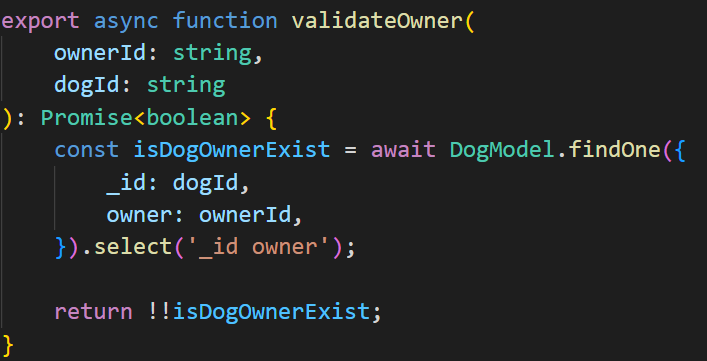 export async function validateOwner(
    ownerId: string,
    dogId: string
): Promise<boolean> {
    const isDogOwnerExist = await DogModel.findOne({
        _id: dogId,
        owner: ownerId,
    }).select('_id owner');

    return !!isDogOwnerExist;
}